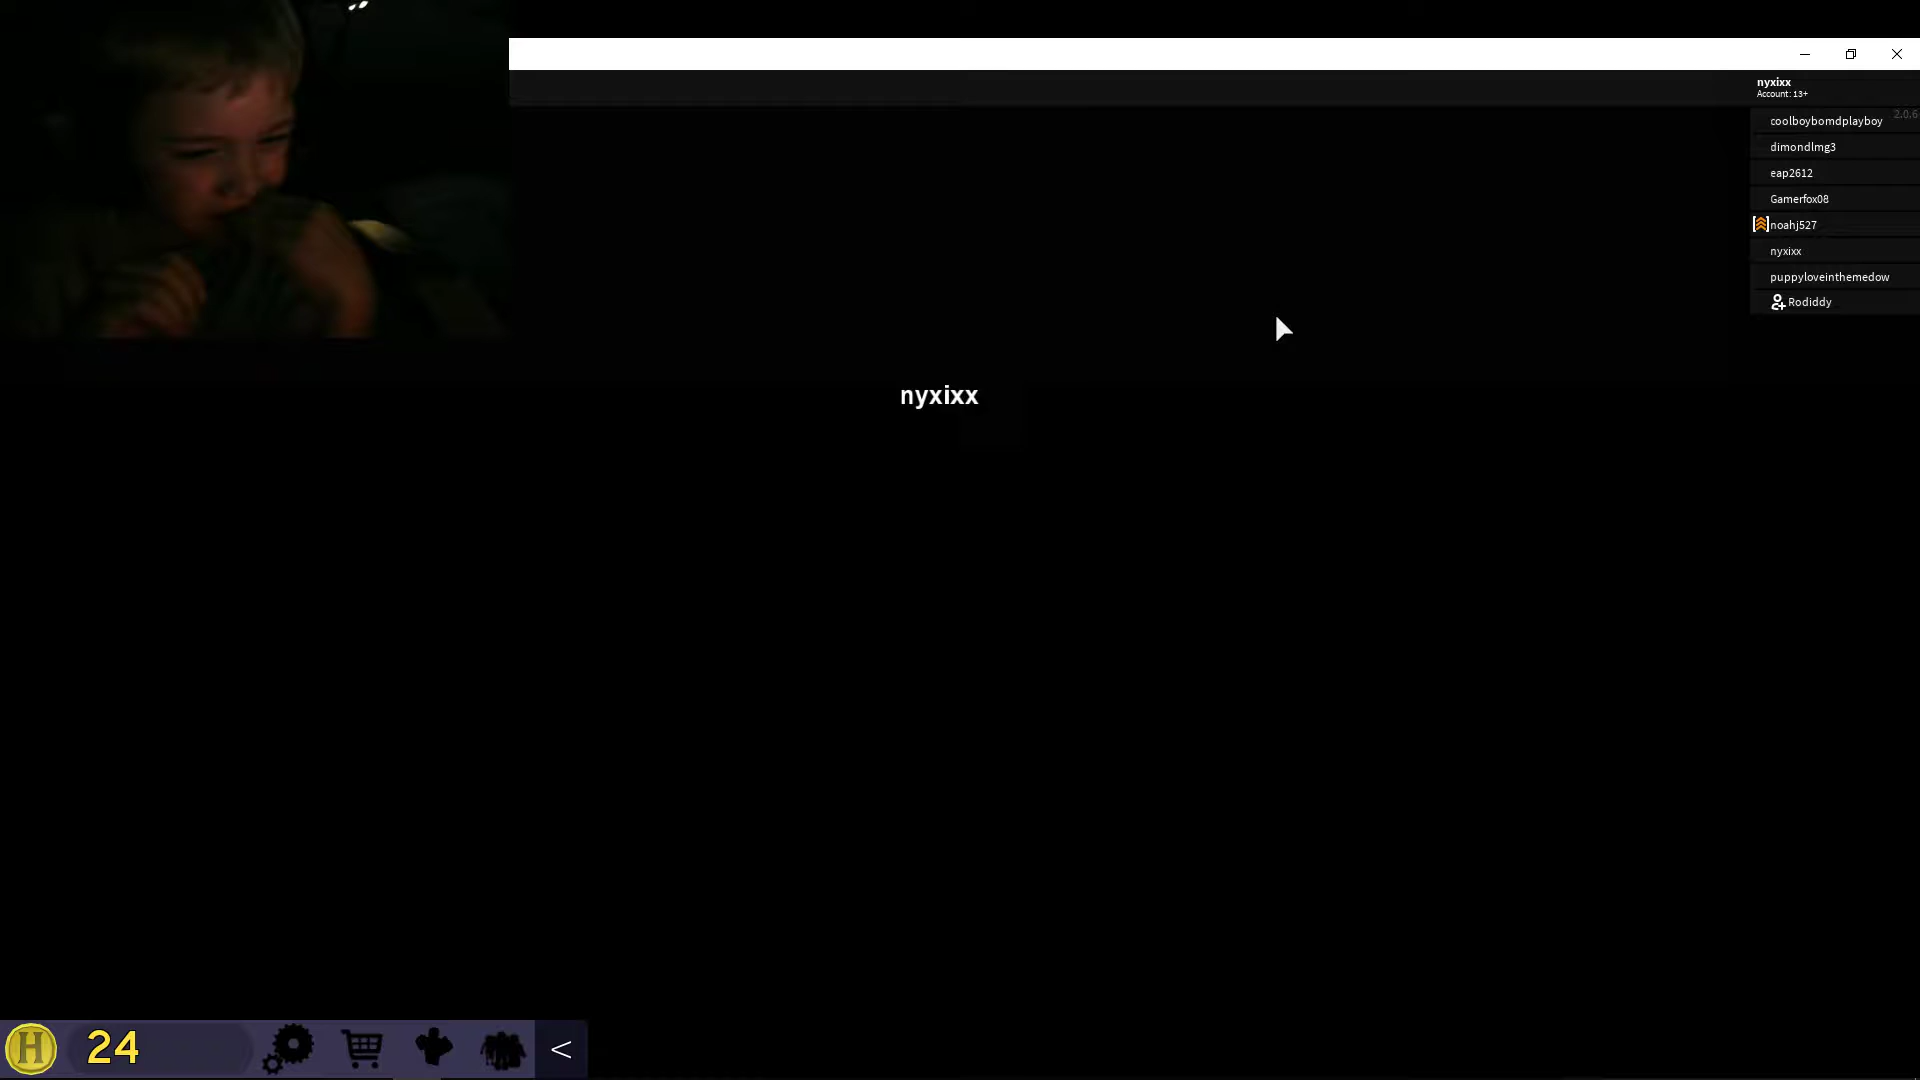 nyxixx
Account: 13+
2.0.6
coolboybomdplayboy
dimondlmg3
eap2612
Gamerfox08
noahj527
nyxixx
puppyloveinthemedow
Rodiddy
nyxixx
H 24 <